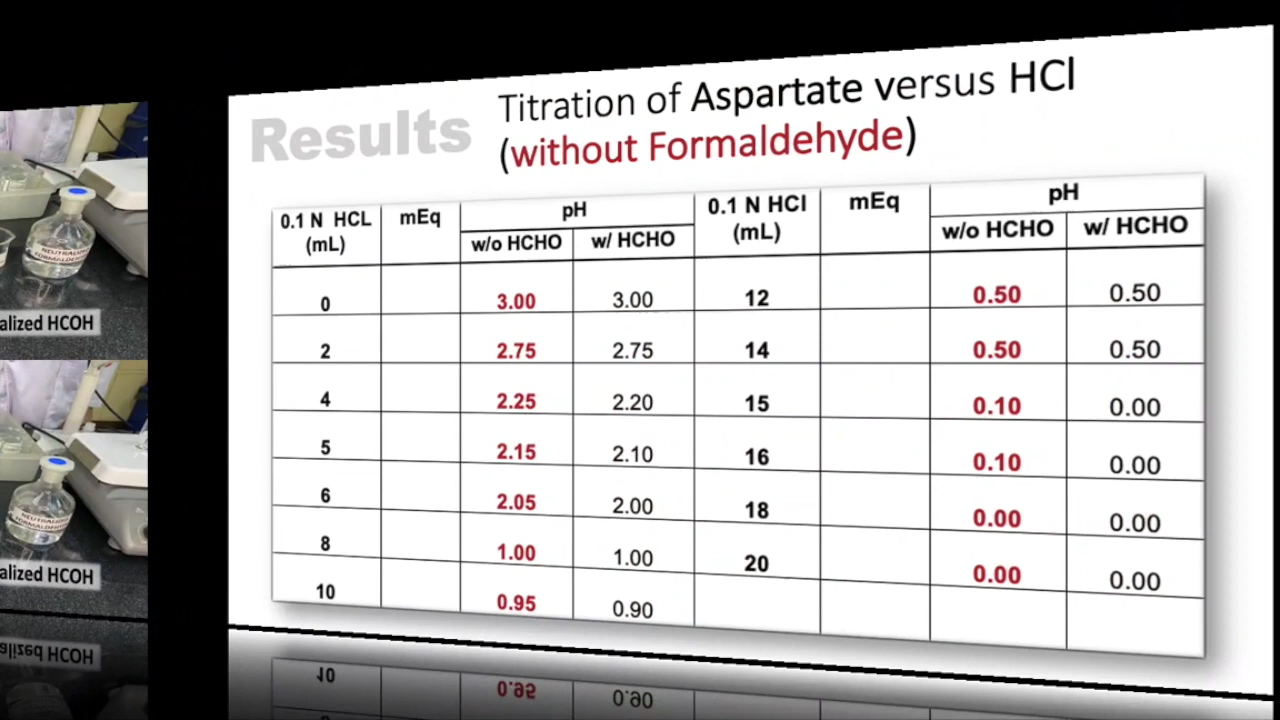 Results
Titration of Aspartate versus HCl
(without Formaldehyde)
0.1 N HCL (mL) mEq pH 0.1 N HCl (mL) mEq pH
w/o HCHO w/ HCHO w/o HCHO w/ HCHO
0 3.00 3.00 12 0.50 0.50
2 2.75 2.75 14 0.50 0.50
4 2.25 2.20 15 0.10 0.00
5 2.15 2.10 16 0.10 0.00
6 2.05 2.00 18 0.00 0.00
8 1.00 1.00 20 0.00 0.00
10 0.95 0.90
alized HCOH
alized HCOH